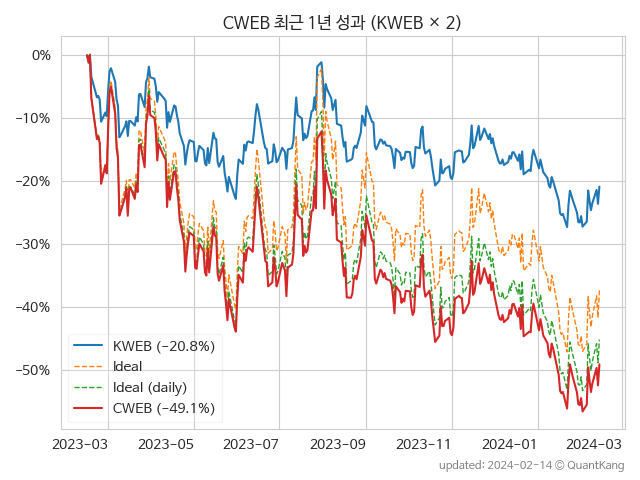 CWEB 최근 1년 성과 (KWEB × 2)
0%
−10%
−20%
−30%
−40%
−50%
KWEB (−20.8%)
Ideal
Ideal (daily)
CWEB (−49.1%)
2023-03 2023-05 2023-07 2023-09 2023-11 2024-01 2024-03
updated: 2024-02-14 © QuantKang